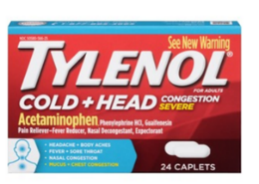 See New Warning
TYLENOL
FOR ADULTS
COLD + HEAD CONGESTION
SEVERE
Acetaminophen, Phenylephrine HCl, Guaifenesin
Pain Reliever-Fever Reducer, Nasal Decongestant, Expectorant
HEADACHE • BODY ACHES
FEVER • SORE THROAT
NASAL CONGESTION
MUCUS • CHEST CONGESTION
24 CAPLETS